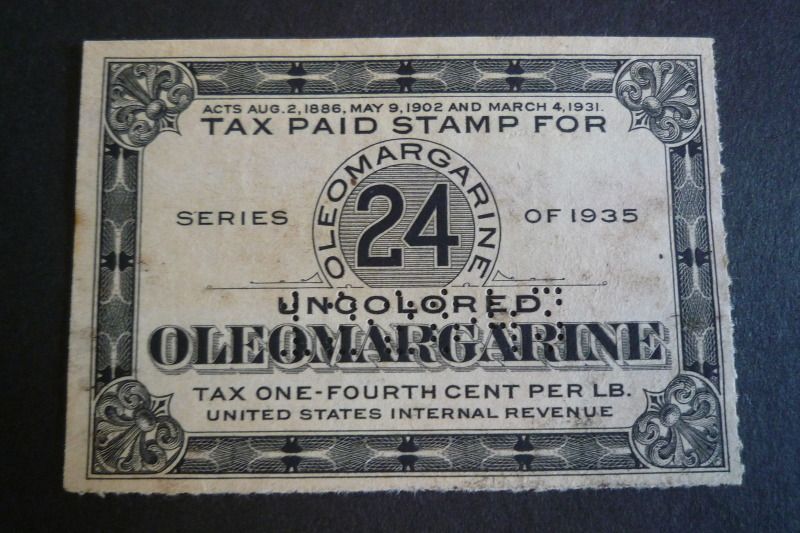 ACTS AUG. 2, 1886, MAY 9, 1902 AND MARCH 4, 1931.
TAX PAID STAMP FOR
OLEOMARGARINE
SERIES 24 OF 1935
UNCOLORED
OLEOMARGARINE
TAX ONE-FOURTH CENT PER LB.
UNITED STATES INTERNAL REVENUE